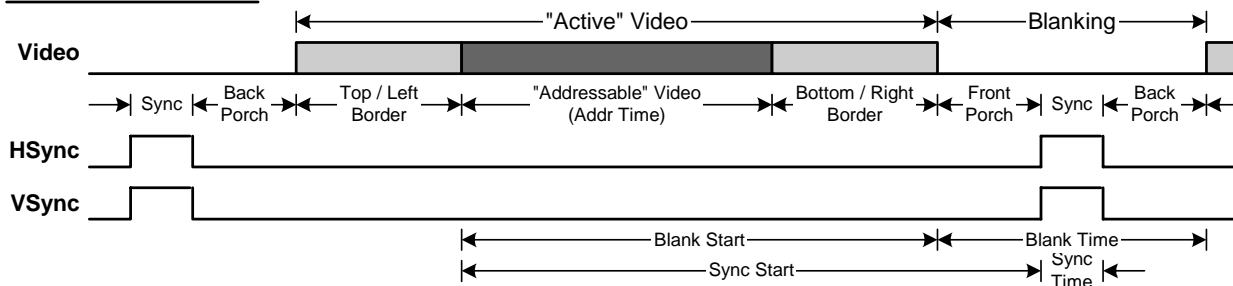 "Active" Video Blanking
Video
Sync Back Porch Top / Left Border "Addressable" Video (Addr Time) Bottom / Right Border Front Porch Sync Back Porch
HSync
VSync
Blank Start Blank Time
Sync Start Sync Time